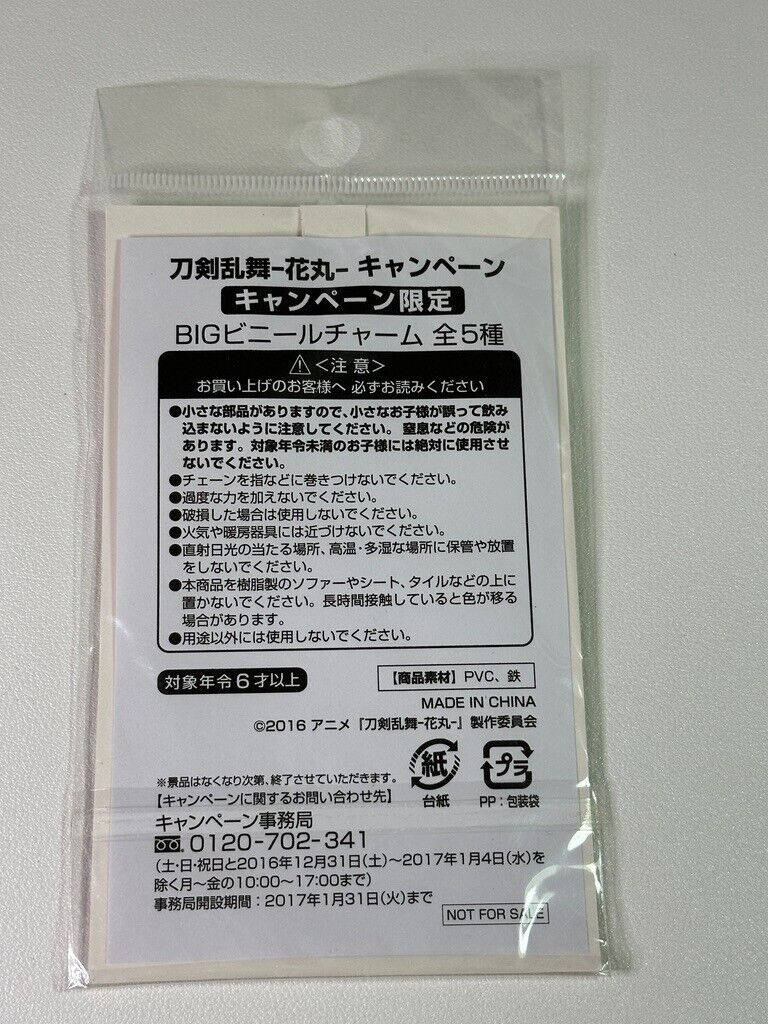 刀剣乱舞-花丸- キャンペーン
キャンペーン限定
BIGビニールチャーム 全5種
⚠<注 意>
お買い上げのお客様へ 必ずお読みください
●小さな部品がありますので、小さなお子様が誤って飲み
込まないように注意してください。 窒息などの危険が
あります。対象年令未満のお子様には絶対に使用させ
ないでください。
●チェーンを指などに巻きつけないでください。
●過度な力を加えないでください。
●破損した場合は使用しないでください。
●火気や暖房器具には近づけないでください。
●直射日光の当たる場所、高温・多湿な場所に保管や放置
をしないでください。
●本商品を樹脂製のソファーやシート、タイルなどの上に
置かないでください。長時間接触していると色が移る
場合があります。
●用途以外には使用しないでください。
対象年令6才以上
【商品素材】PVC、鉄
MADE IN CHINA
©2016 アニメ『刀剣乱舞-花丸-』製作委員会
紙
台紙
プラ
PP:包装袋
※景品はなくなり次第、終了させていただきます。
【キャンペーンに関するお問い合わせ先】
キャンペーン事務局
0120-702-341
(土・日・祝日と2016年12月31日(土)〜2017年1月4日(水)を
除く月〜金の10:00〜17:00まで)
事務局開設期間:2017年1月31日(火)まで
NOT FOR SALE